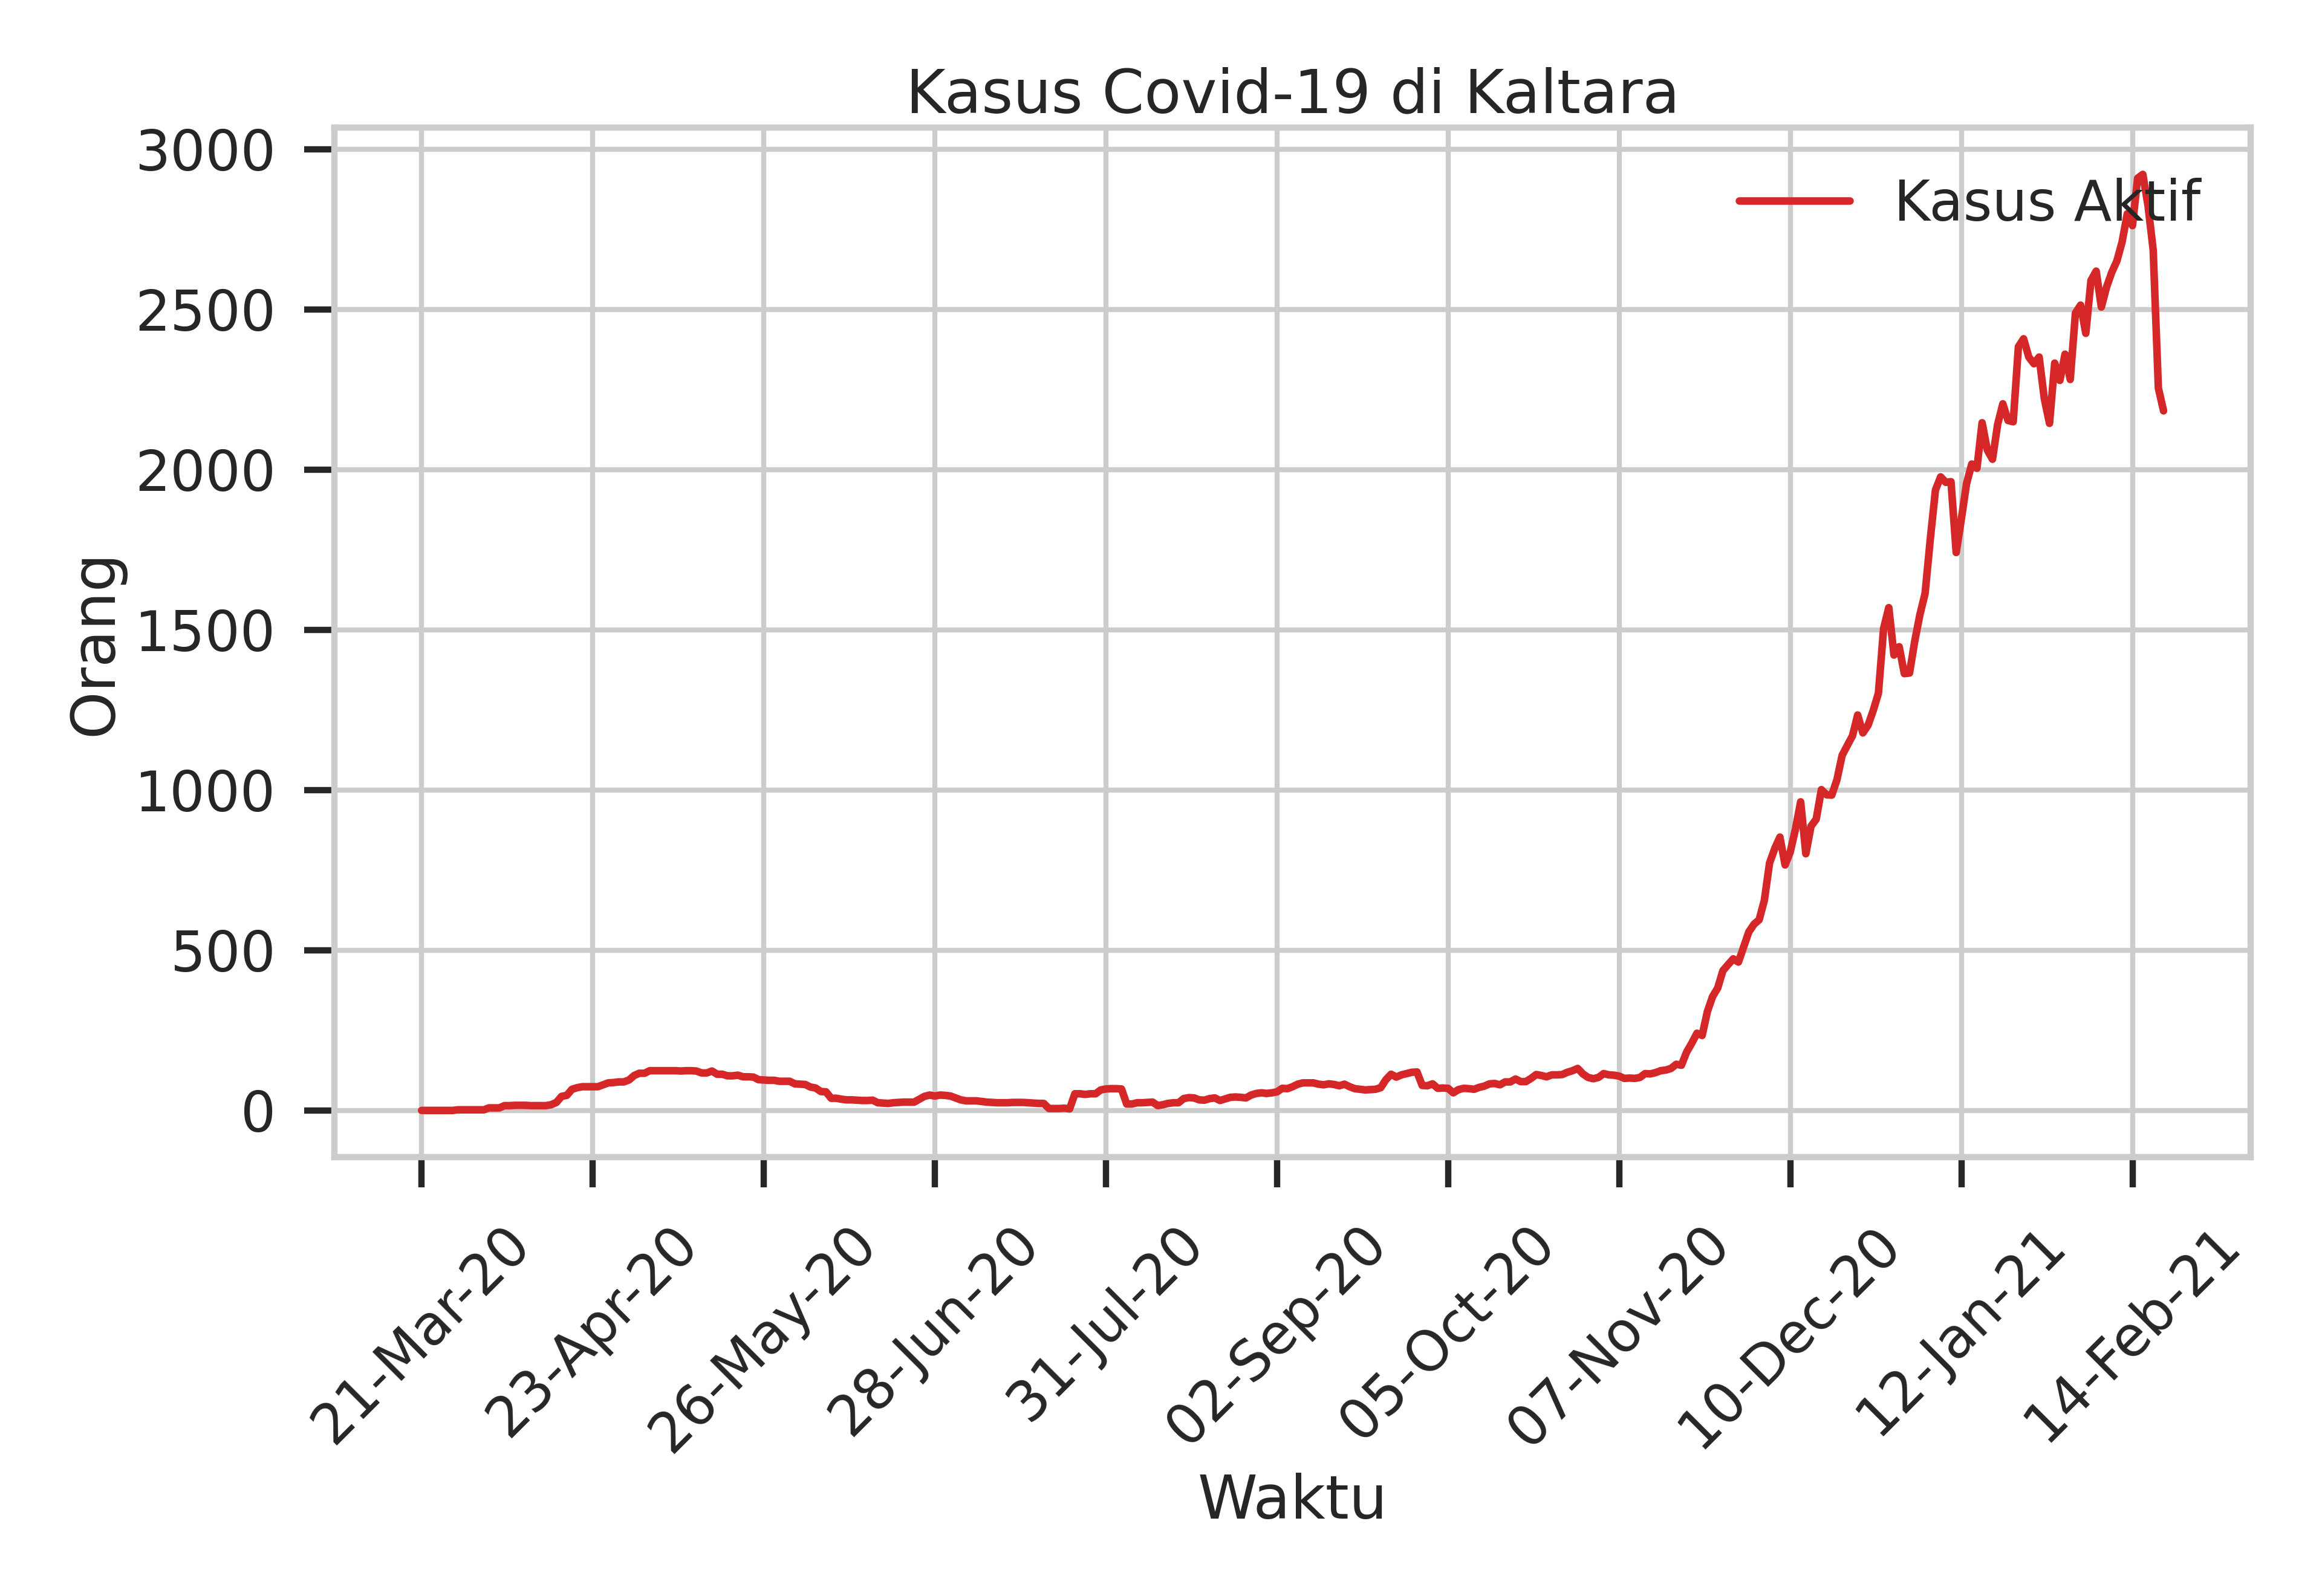 Kasus Covid-19 di Kaltara
Kasus Aktif
3000
2500
2000
1500
1000
500
0
Orang
21-Mar-20
23-Apr-20
26-May-20
28-Jun-20
31-Jul-20
02-Sep-20
05-Oct-20
07-Nov-20
10-Dec-20
12-Jan-21
14-Feb-21
Waktu